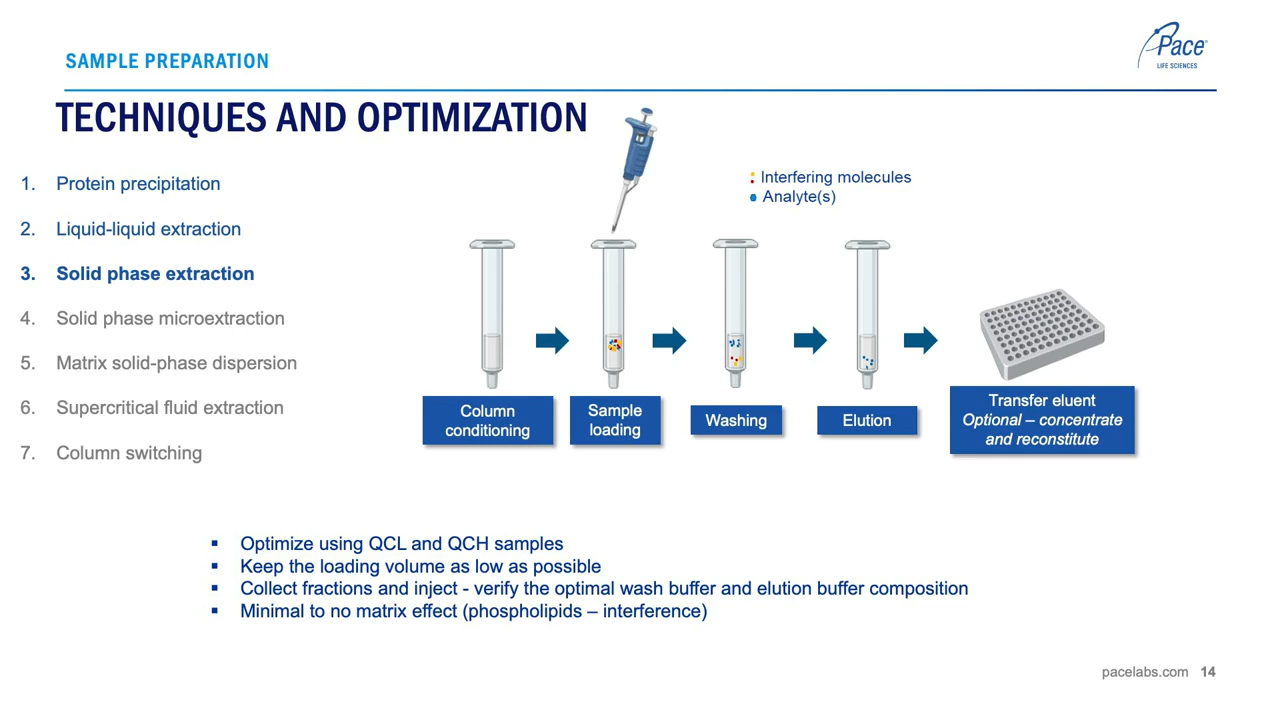 SAMPLE PREPARATION
Pace®
LIFE SCIENCES
TECHNIQUES AND OPTIMIZATION
1. Protein precipitation
2. Liquid-liquid extraction
3. Solid phase extraction
4. Solid phase microextraction
5. Matrix solid-phase dispersion
6. Supercritical fluid extraction
7. Column switching
Interfering molecules
Analyte(s)
Column
conditioning
Sample
loading
Washing
Elution
Transfer eluent
Optional – concentrate
and reconstitute
▪ Optimize using QCL and QCH samples
▪ Keep the loading volume as low as possible
▪ Collect fractions and inject - verify the optimal wash buffer and elution buffer composition
▪ Minimal to no matrix effect (phospholipids – interference)
pacelabs.com 14